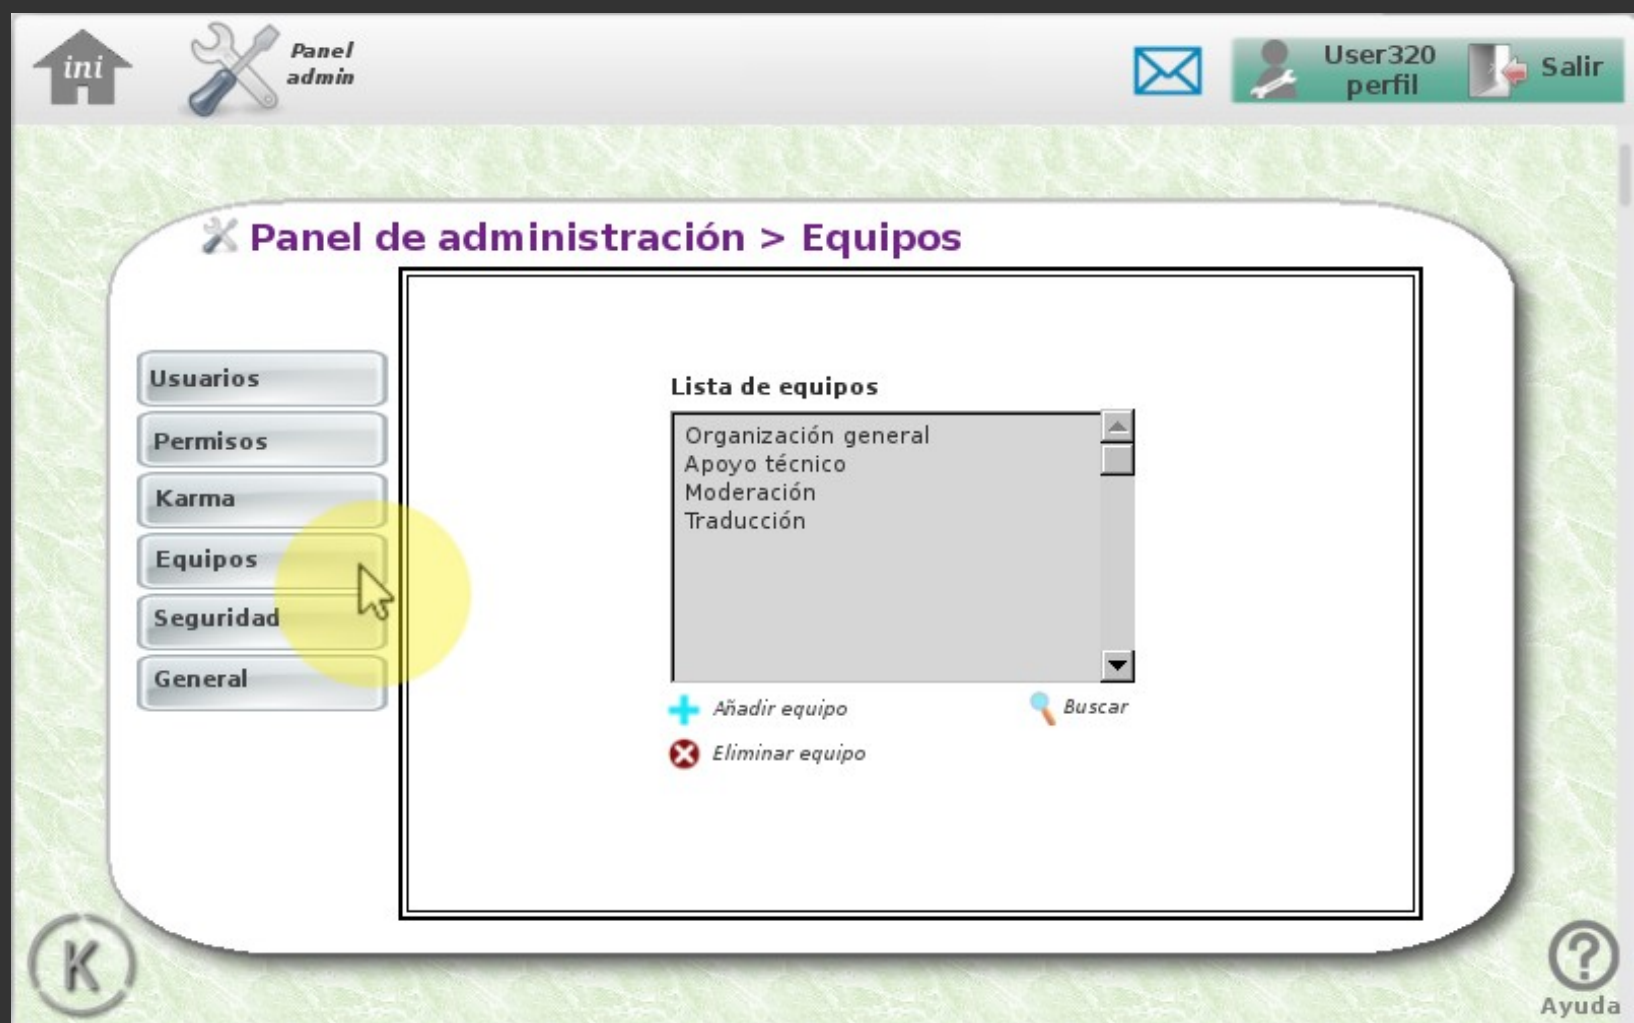 ini
Panel
admin
User320
perfil
Salir
Panel de administración > Equipos
Usuarios
Permisos
Karma
Equipos
Seguridad
General
Lista de equipos
Organización general
Apoyo técnico
Moderación
Traducción
Añadir equipo
Buscar
Eliminar equipo
K
Ayuda